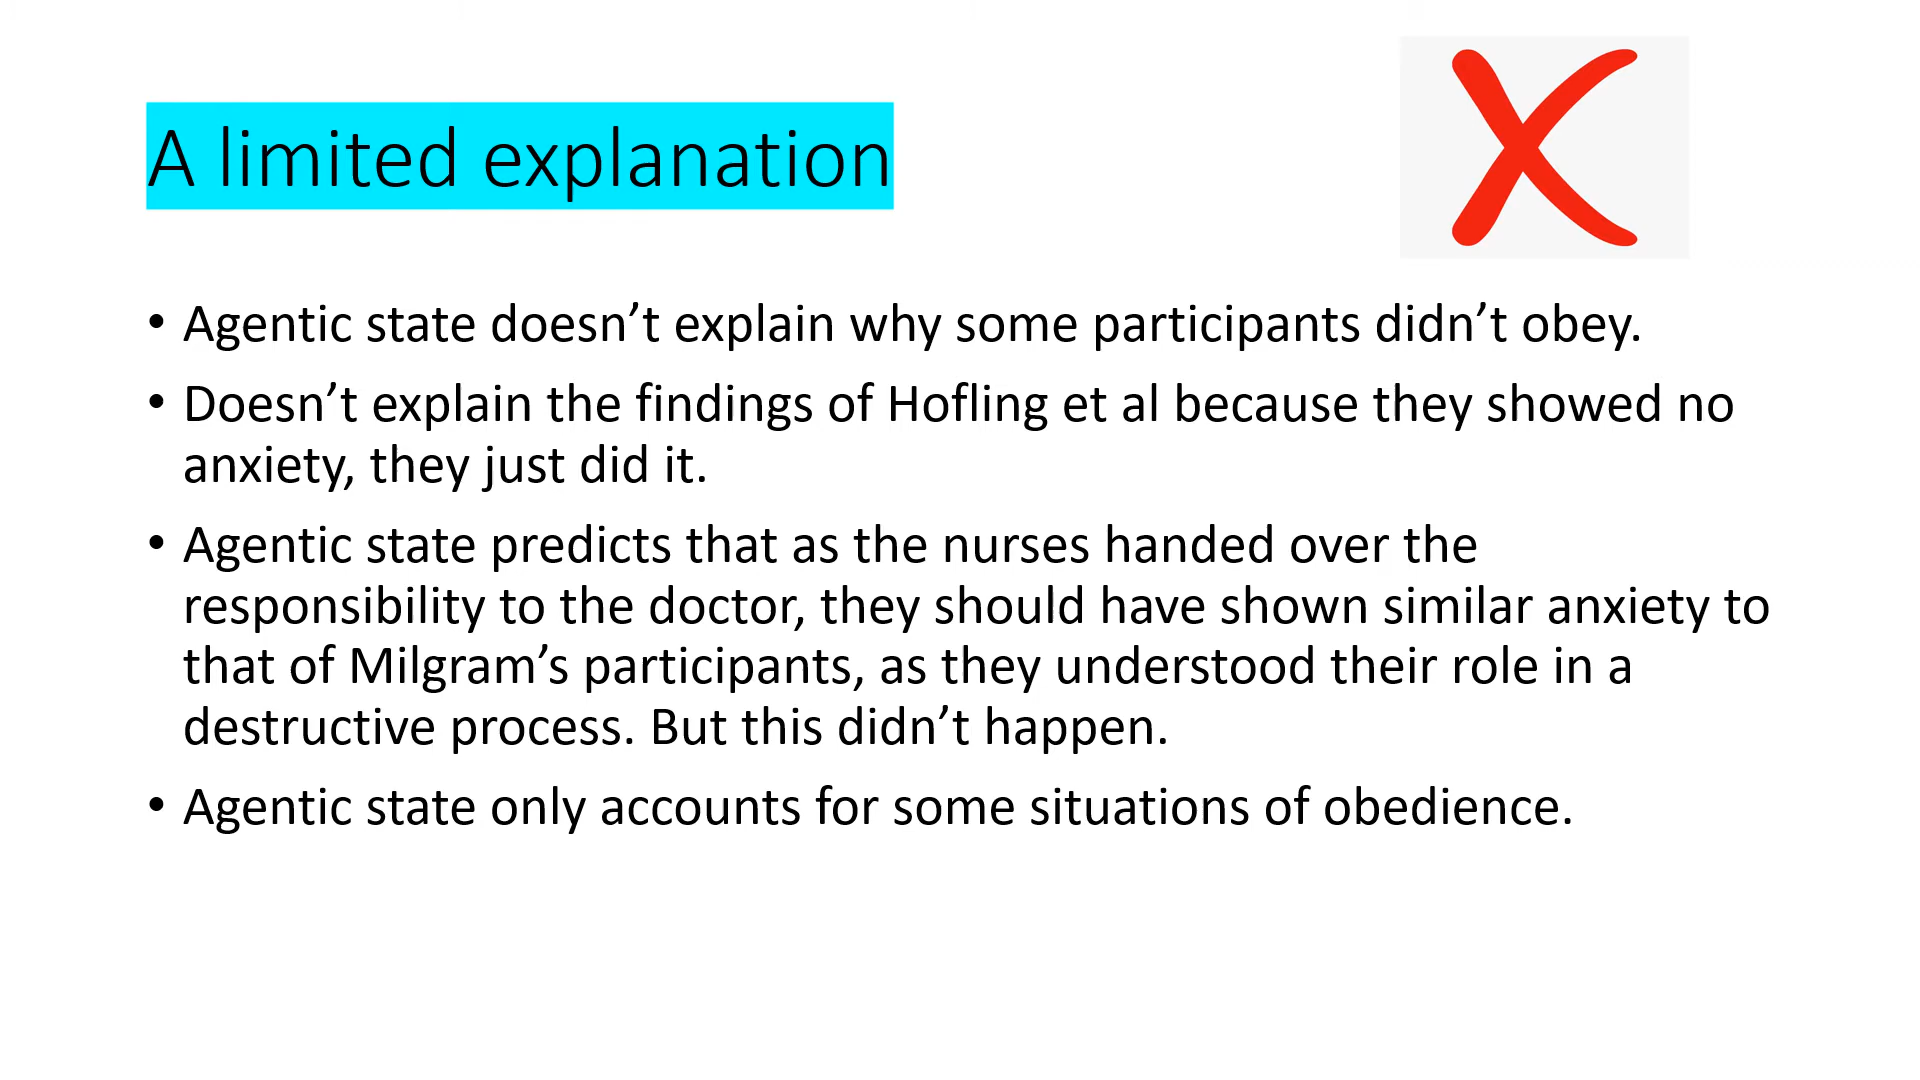 A limited explanation
• Agentic state doesn’t explain why some participants didn’t obey.
• Doesn’t explain the findings of Hofling et al because they showed no
anxiety, they just did it.
• Agentic state predicts that as the nurses handed over the
responsibility to the doctor, they should have shown similar anxiety to
that of Milgram’s participants, as they understood their role in a
destructive process. But this didn’t happen.
• Agentic state only accounts for some situations of obedience.